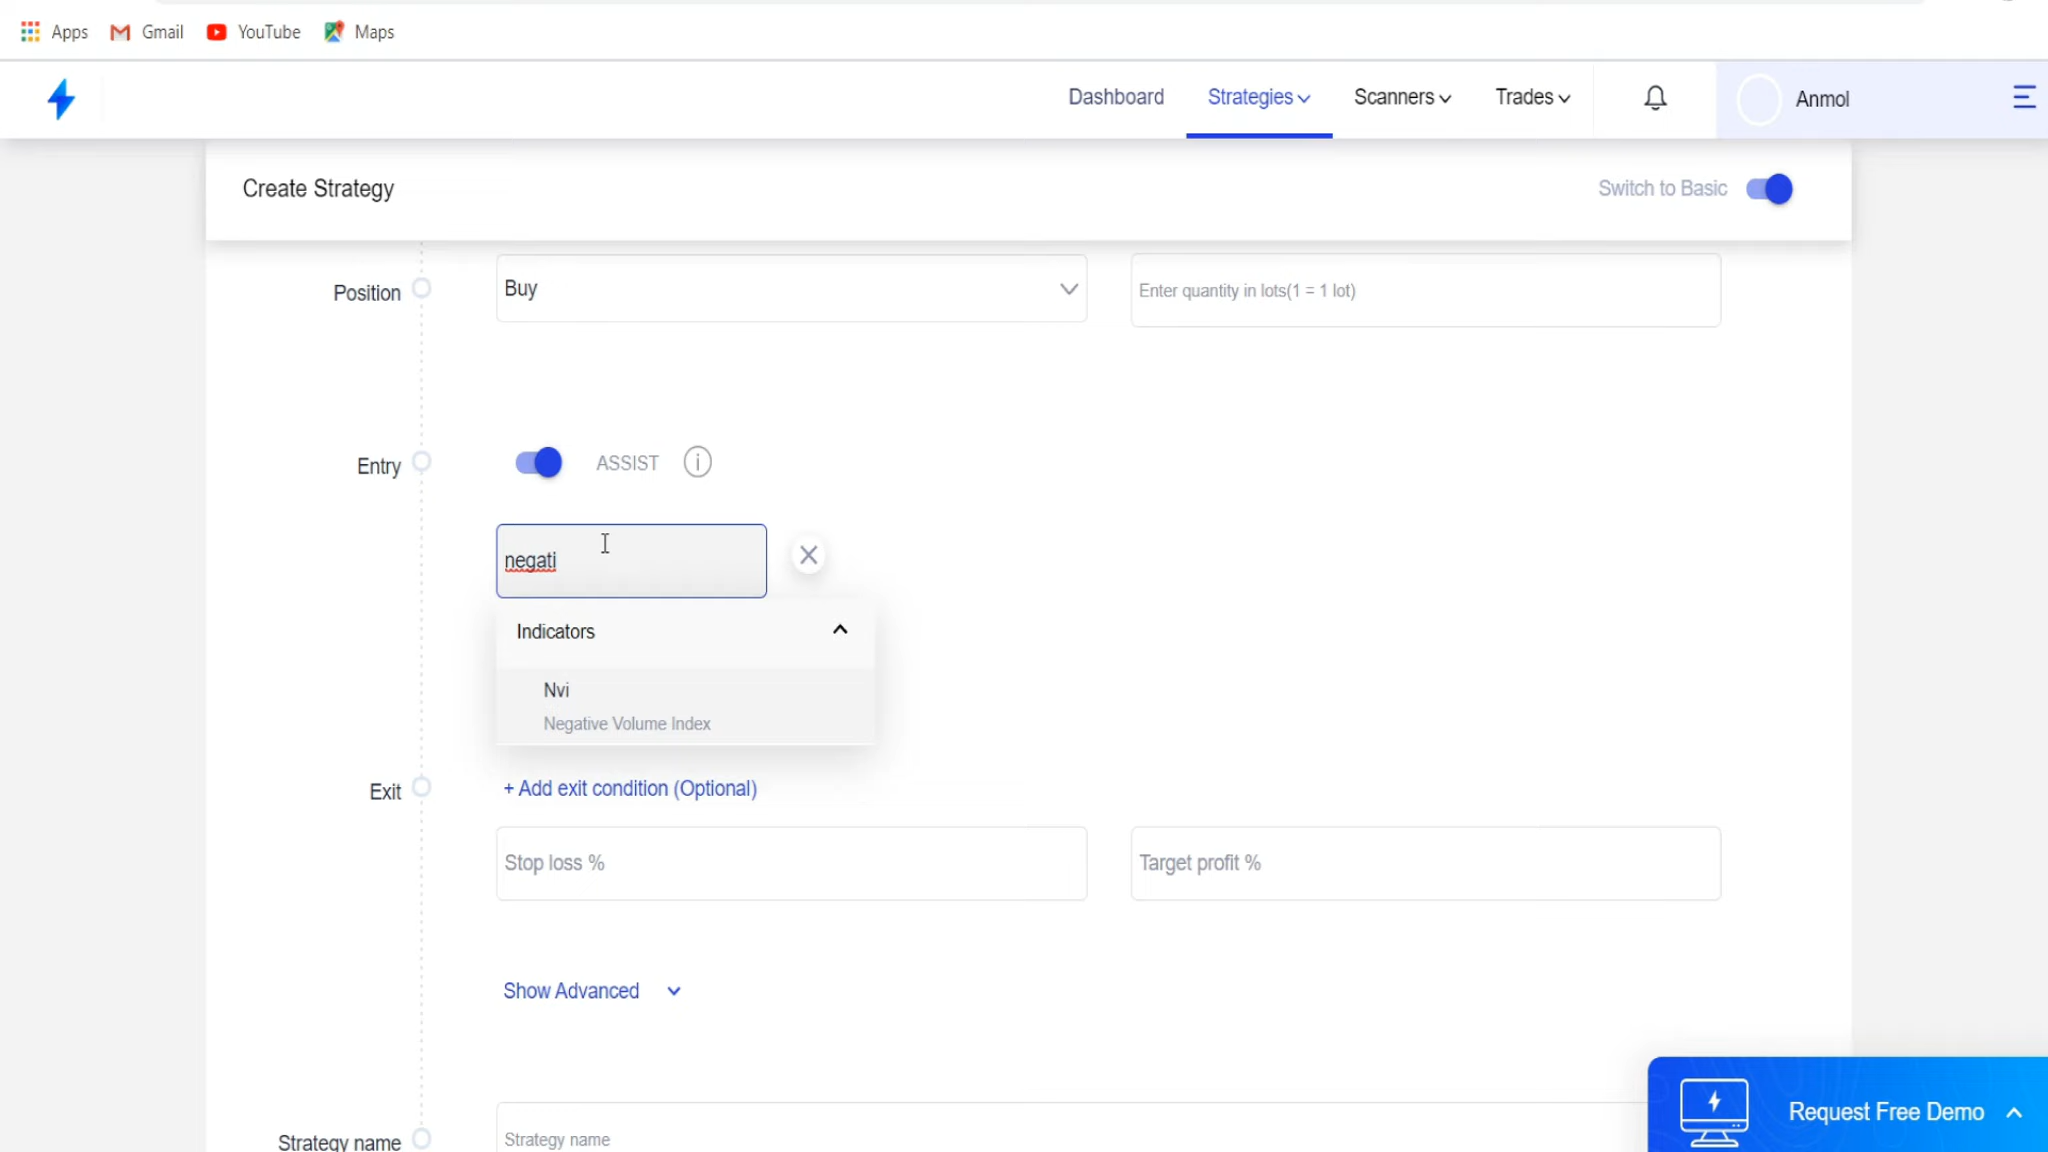 Apps Gmail YouTube Maps
Dashboard Strategies Scanners Trades Anmol
Create Strategy Switch to Basic
Position Buy Enter quantity in lots(1 = 1 lot)
Entry ASSIST i
negati
Indicators
Nvi
Negative Volume Index
Exit + Add exit condition (Optional)
Stop loss % Target profit %
Show Advanced
Request Free Demo
Strategy name Strategy name